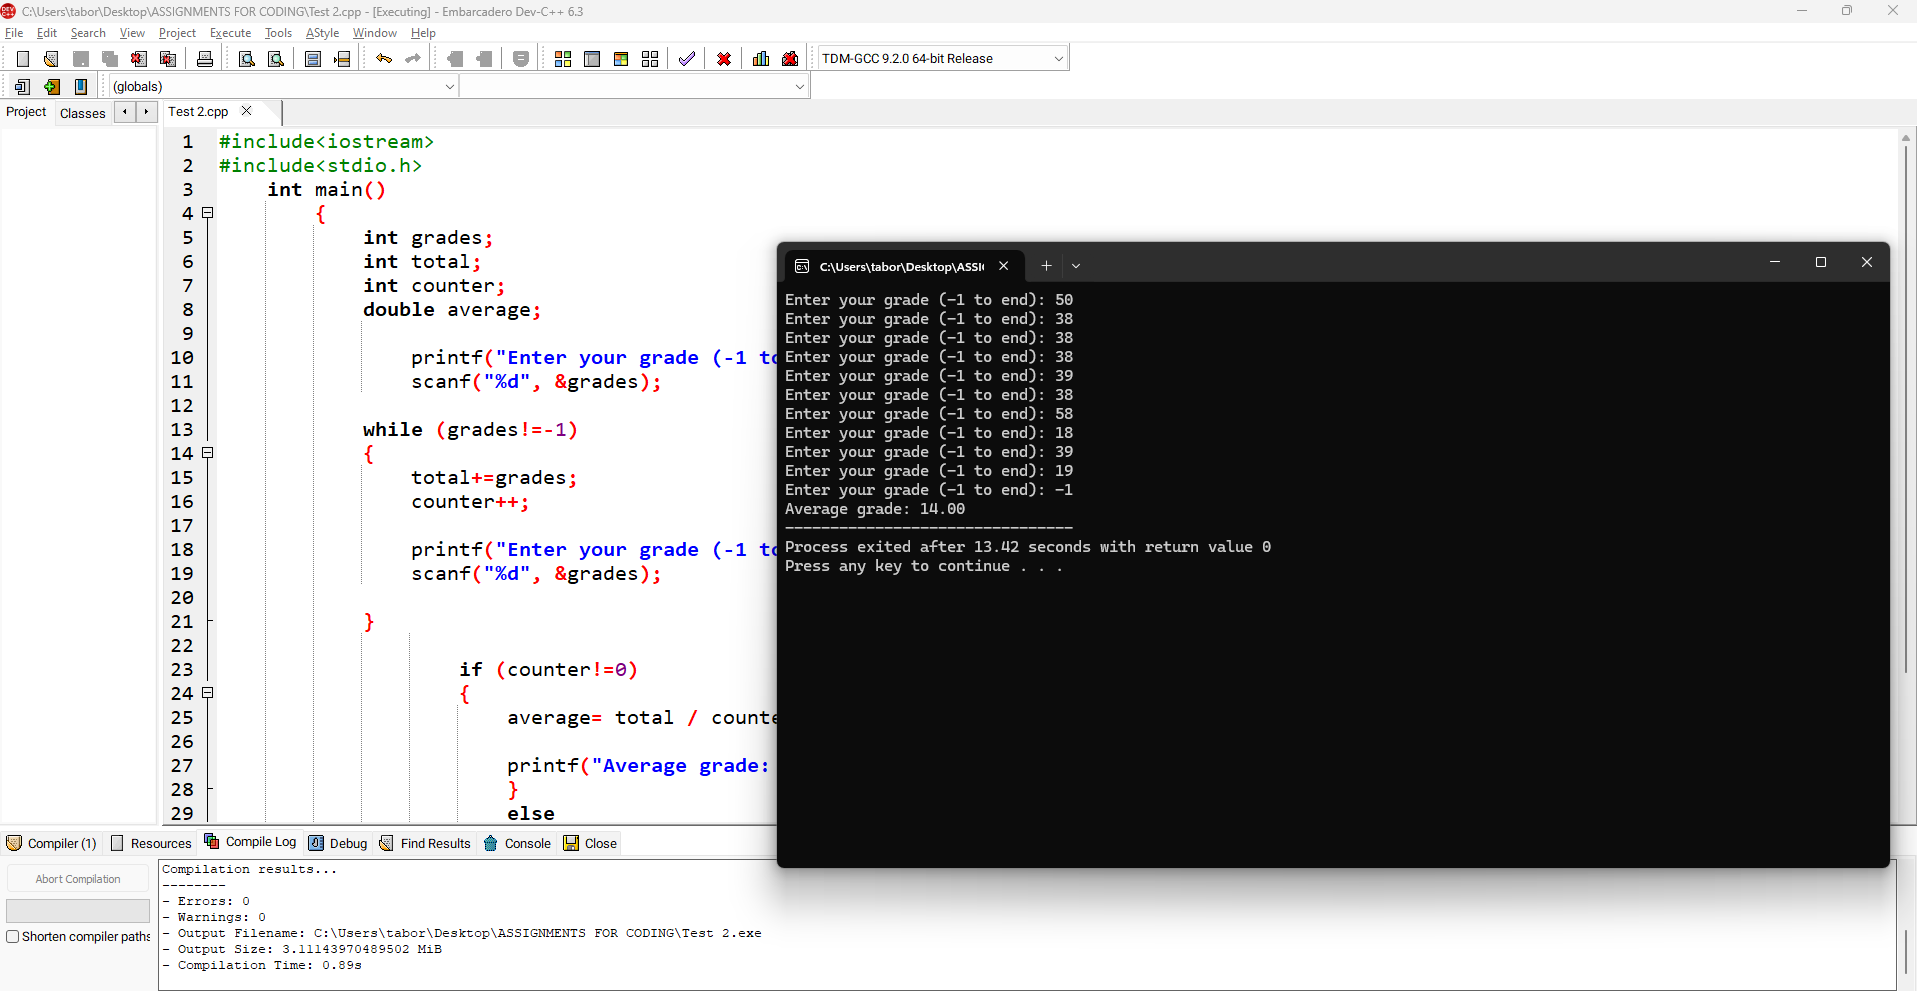 C:\Users\tabor\Desktop\ASSIGNMENTS FOR CODING\Test 2.cpp - [Executing] - Embarcadero Dev-C++ 6.3
File Edit Search View Project Execute Tools AStyle Window Help
TDM-GCC 9.2.0 64-bit Release
(globals)
Project Classes Test 2.cpp
1 #include<iostream>
2 #include<stdio.h>
3 int main()
4 {
5 int grades;
6 int total;
7 int counter;
8 double average;
9
10 printf("Enter your grade (-1 to
11 scanf("%d", &grades);
12
13 while (grades!=-1)
14 {
15 total+=grades;
16 counter++;
17
18 printf("Enter your grade (-1 to
19 scanf("%d", &grades);
20
21 }
22
23 if (counter!=0)
24 {
25 average= total / counte
26
27 printf("Average grade:
28 }
29 else
C:\Users\tabor\Desktop\ASSI
Enter your grade (-1 to end): 50
Enter your grade (-1 to end): 38
Enter your grade (-1 to end): 38
Enter your grade (-1 to end): 38
Enter your grade (-1 to end): 39
Enter your grade (-1 to end): 38
Enter your grade (-1 to end): 58
Enter your grade (-1 to end): 18
Enter your grade (-1 to end): 39
Enter your grade (-1 to end): 19
Enter your grade (-1 to end): -1
Average grade: 14.00
--------------------------------
Process exited after 13.42 seconds with return value 0
Press any key to continue . . .
Compiler (1) Resources Compile Log Debug Find Results Console Close
Abort Compilation
Shorten compiler paths
Compilation results...
--------
- Errors: 0
- Warnings: 0
- Output Filename: C:\Users\tabor\Desktop\ASSIGNMENTS FOR CODING\Test 2.exe
- Output Size: 3.11143970489502 MiB
- Compilation Time: 0.89s